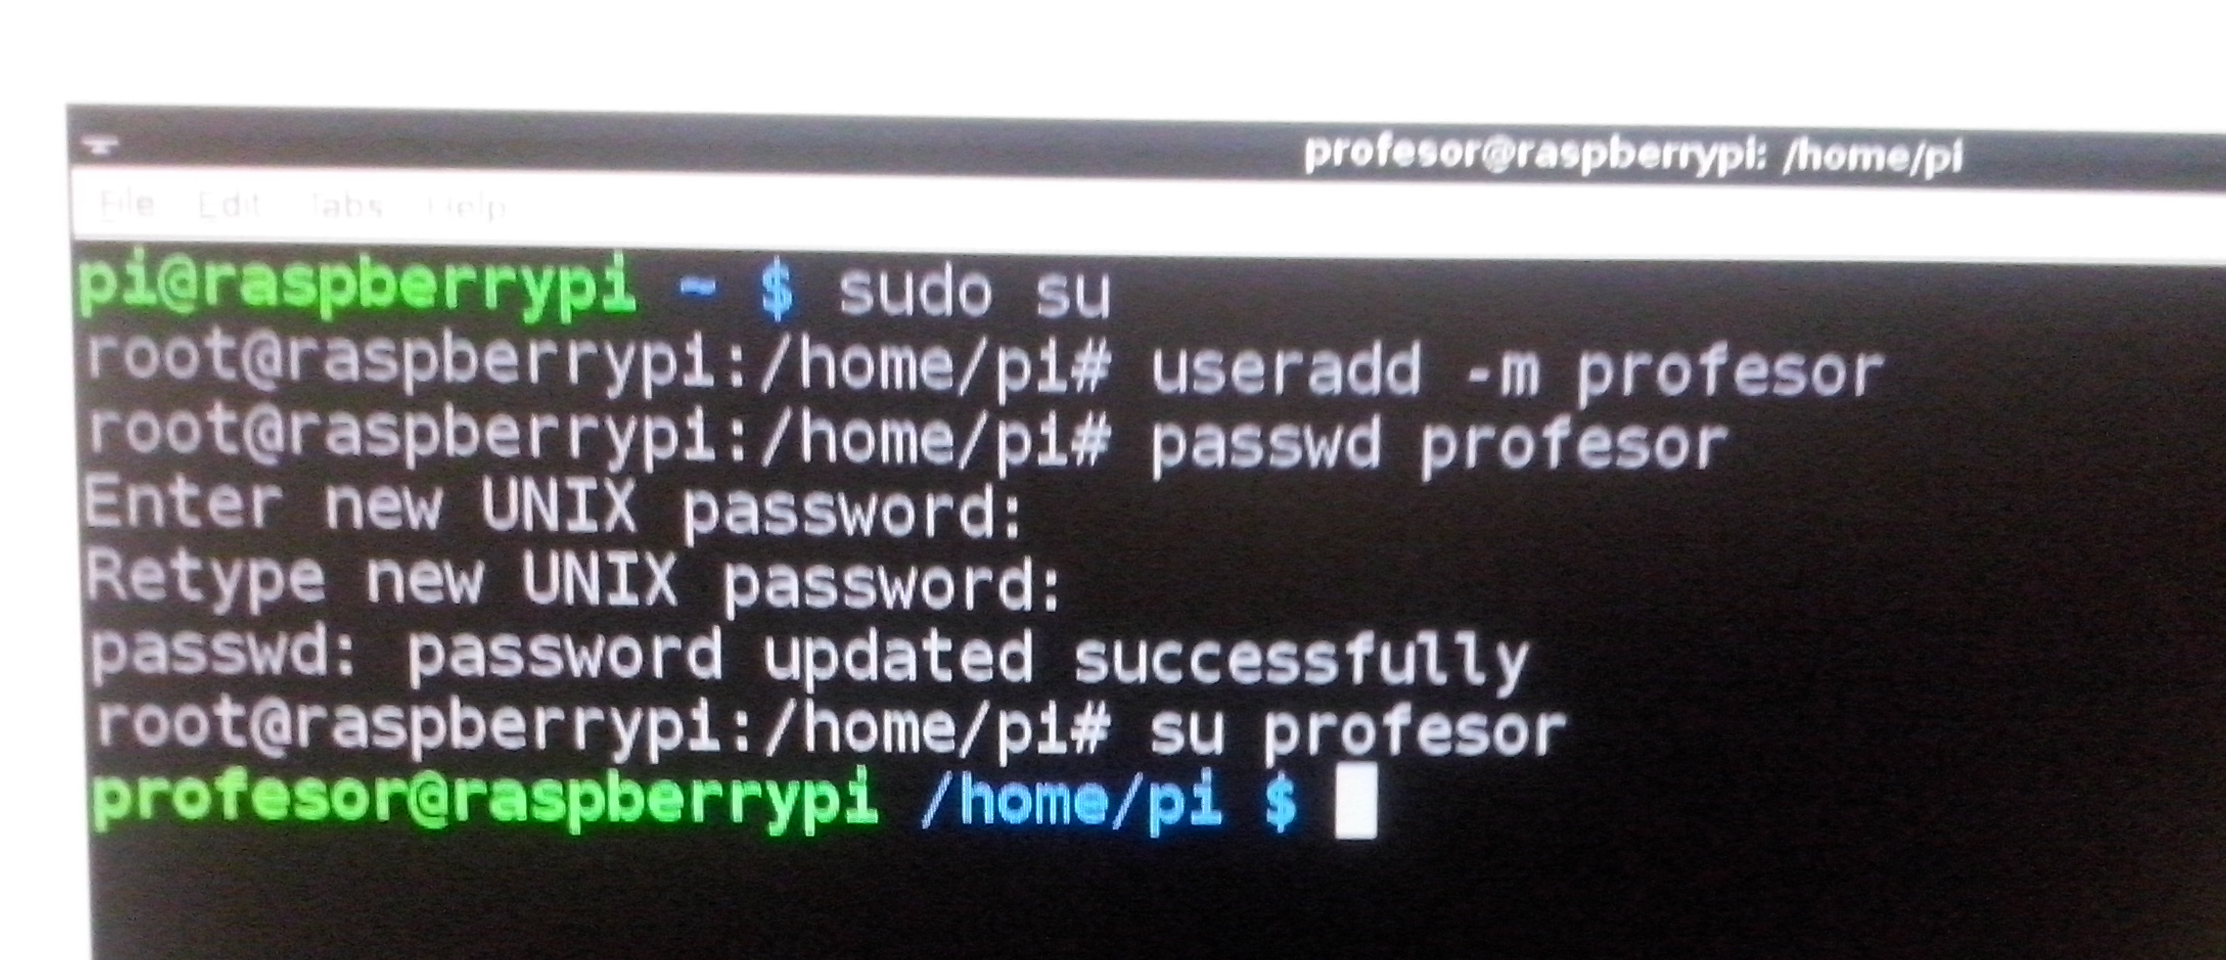 profesor@raspberrypi: /home/pi
File Edit Tabs Help
pi@raspberrypi ~ $ sudo su
root@raspberrypi:/home/pi# useradd -m profesor
root@raspberrypi:/home/pi# passwd profesor
Enter new UNIX password:
Retype new UNIX password:
passwd: password updated successfully
root@raspberrypi:/home/pi# su profesor
profesor@raspberrypi /home/pi $